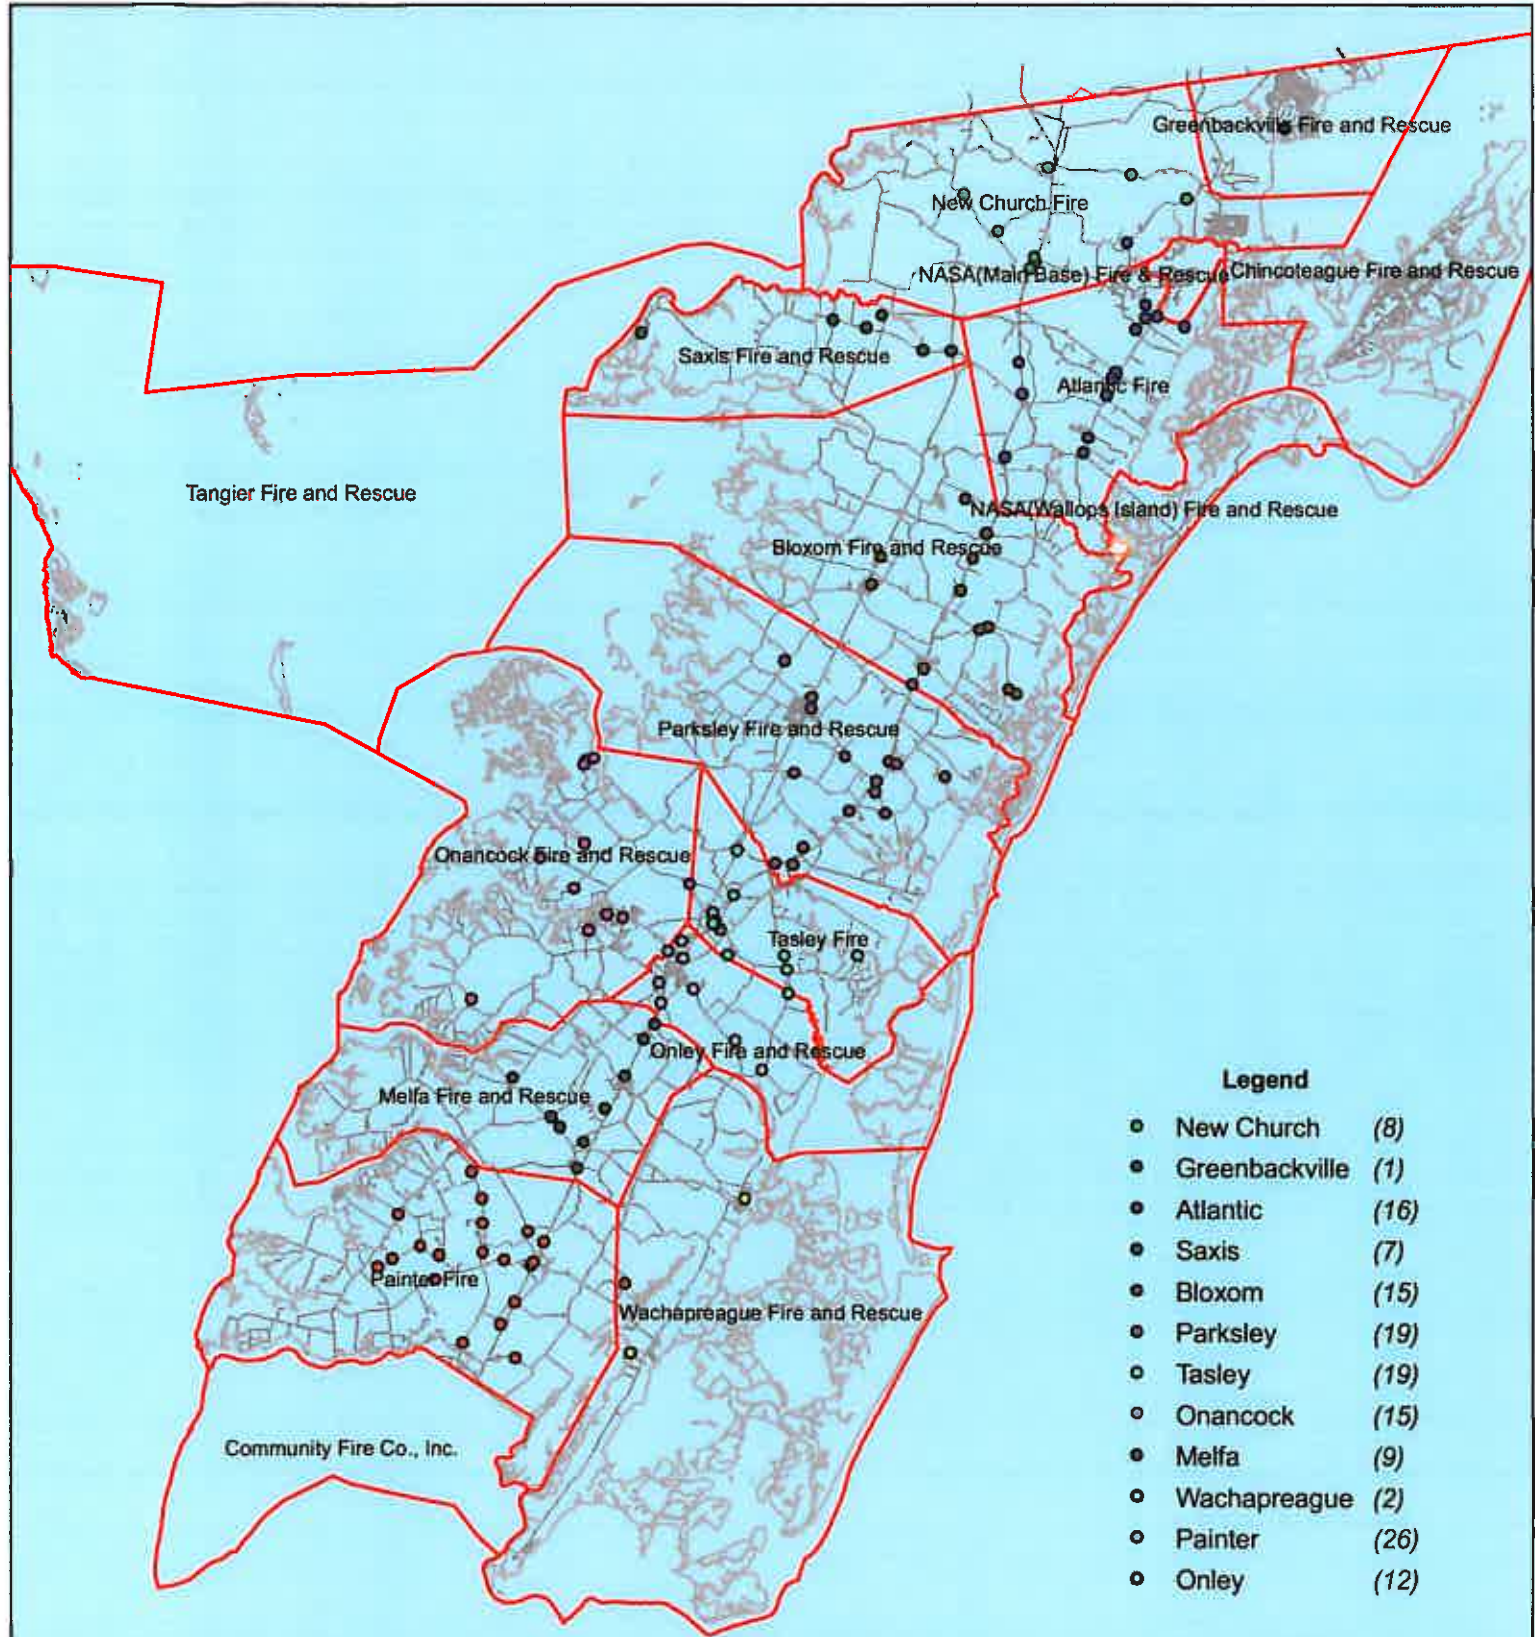 Greenbackville Fire and Rescue
New Church Fire
NASA(Main Base) Fire & Rescue
Chincoteague Fire and Rescue
Saxis Fire and Rescue
Atlantic Fire
Tangier Fire and Rescue
NASA(Wallops Island) Fire and Rescue
Bloxom Fire and Rescue
Parksley Fire and Rescue
Onancock Fire and Rescue
Tasley Fire
Onley Fire and Rescue
Melfa Fire and Rescue
Painter Fire
Wachapreague Fire and Rescue
Community Fire Co., Inc.
Legend
New Church (8)
Greenbackville (1)
Atlantic (16)
Saxis (7)
Bloxom (15)
Parksley (19)
Tasley (19)
Onancock (15)
Melfa (9)
Wachapreague (2)
Painter (26)
Onley (12)